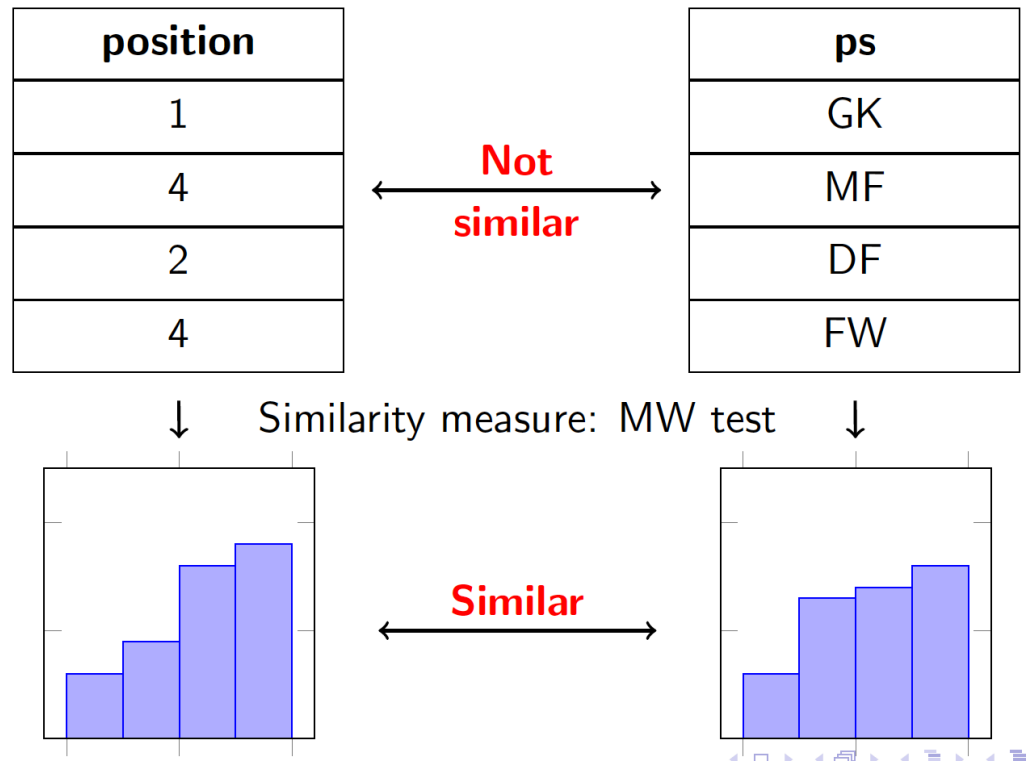 position
ps
1
GK
4
MF
2
DF
4
FW
Not
similar
Similarity measure: MW test
Similar